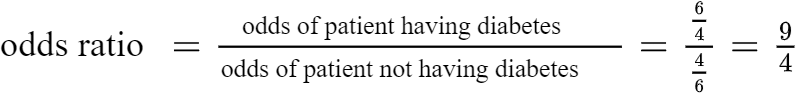 odds ratio = odds of patient having diabetes / odds of patient not having diabetes = (6/4) / (4/6) = 9/4